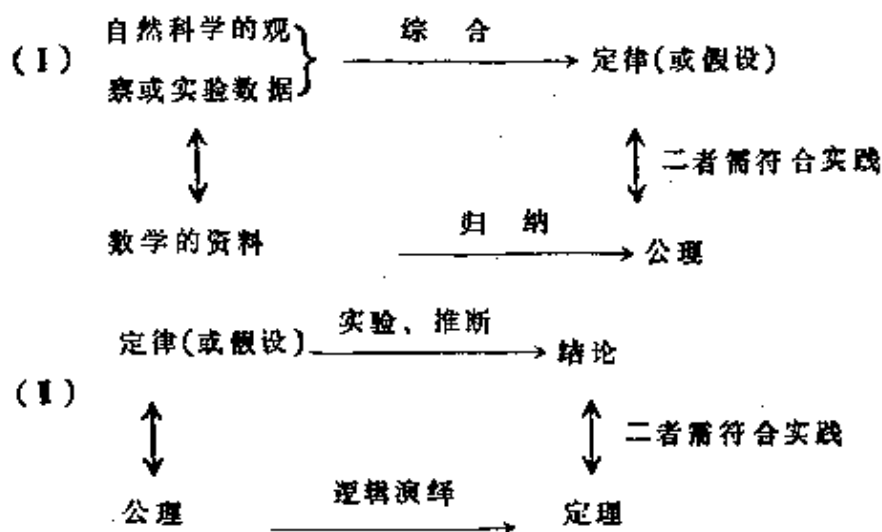 自然科学的观 综 合
(I) 定律(或假设)
察或实验数据
二者需符合实践
归 纳
数学的资料 公理
实验、推断
定律(或假设) 结论
(II)
二者需符合实践
逻辑演绎
公理 定理